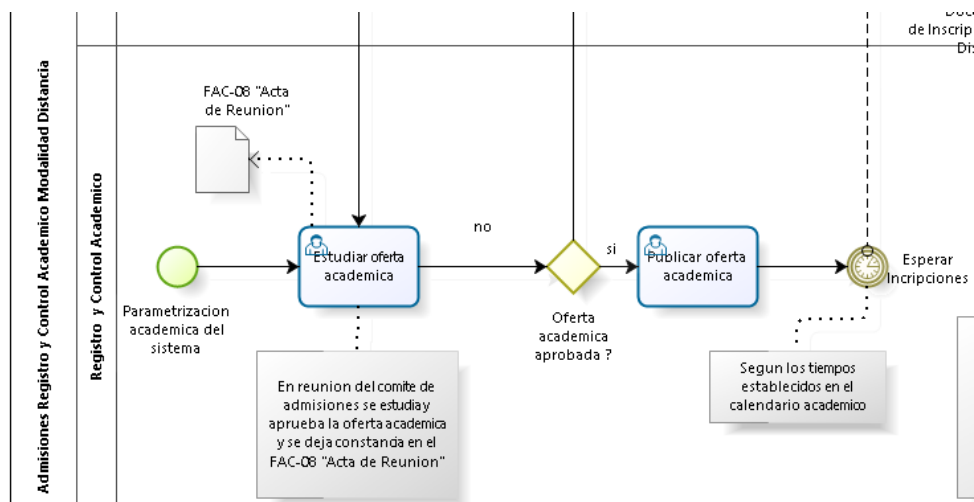 Admisiones Registro y Control Academico Modalidad Distancia
Registro y Control Academico
de Inscrip
Dis
FAC-08 "Acta
de Reunion"
no
si
Estudiar oferta
academica
Publicar oferta
academica
Esperar
Incripciones
Parametrizacion
academica del
sistema
Oferta
academica
aprobada ?
En reunion del comite de
admisiones se estudia y
aprueba la oferta academica
y se deja constancia en el
FAC-08 "Acta de Reunion"
Segun los tiempos
establecidos en el
calendario academico